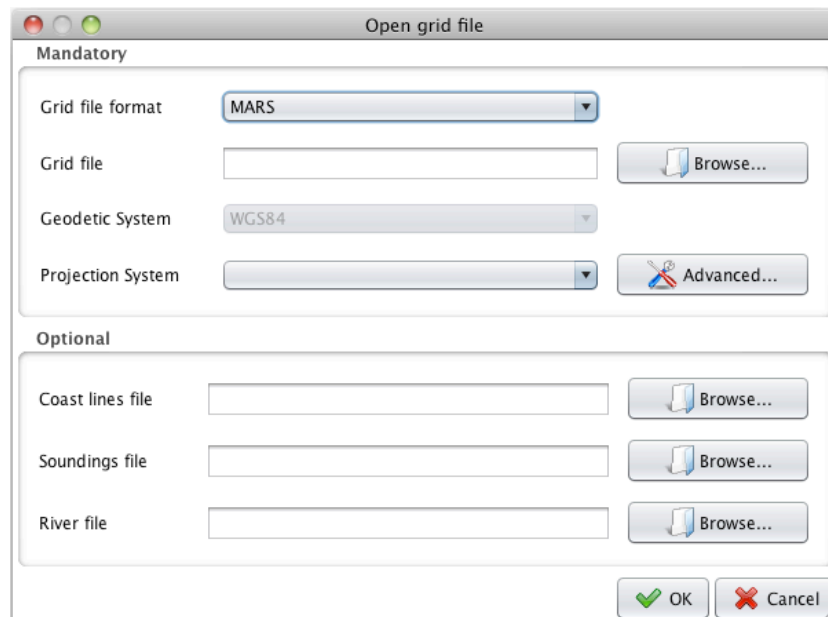 Open grid file
Mandatory
Grid file format MARS
Grid file Browse...
Geodetic System WGS84
Projection System Advanced...
Optional
Coast lines file Browse...
Soundings file Browse...
River file Browse...
OK Cancel